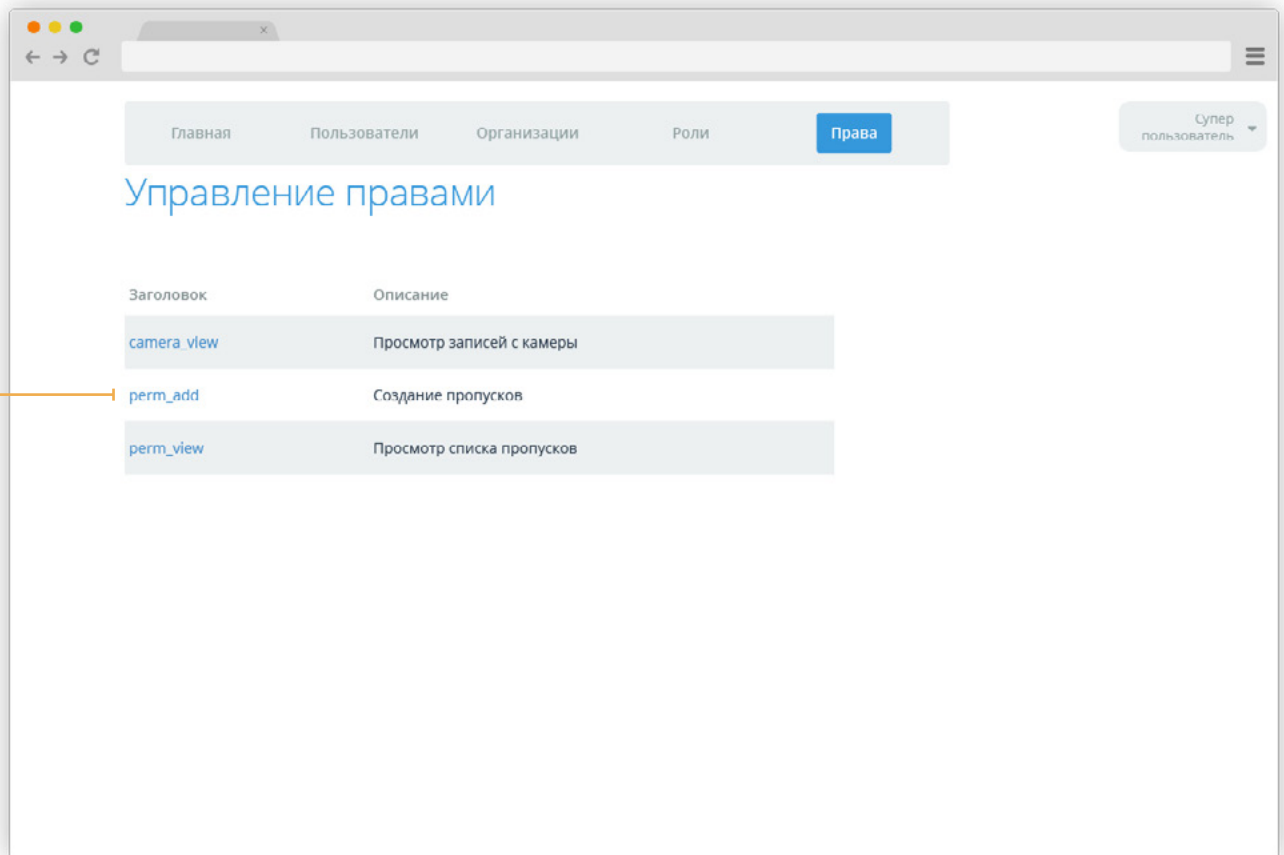 Главная Пользователи Организации Роли Права
Супер
пользователь
Управление правами
Заголовок Описание
camera_view Просмотр записей с камеры
perm_add Создание пропусков
perm_view Просмотр списка пропусков